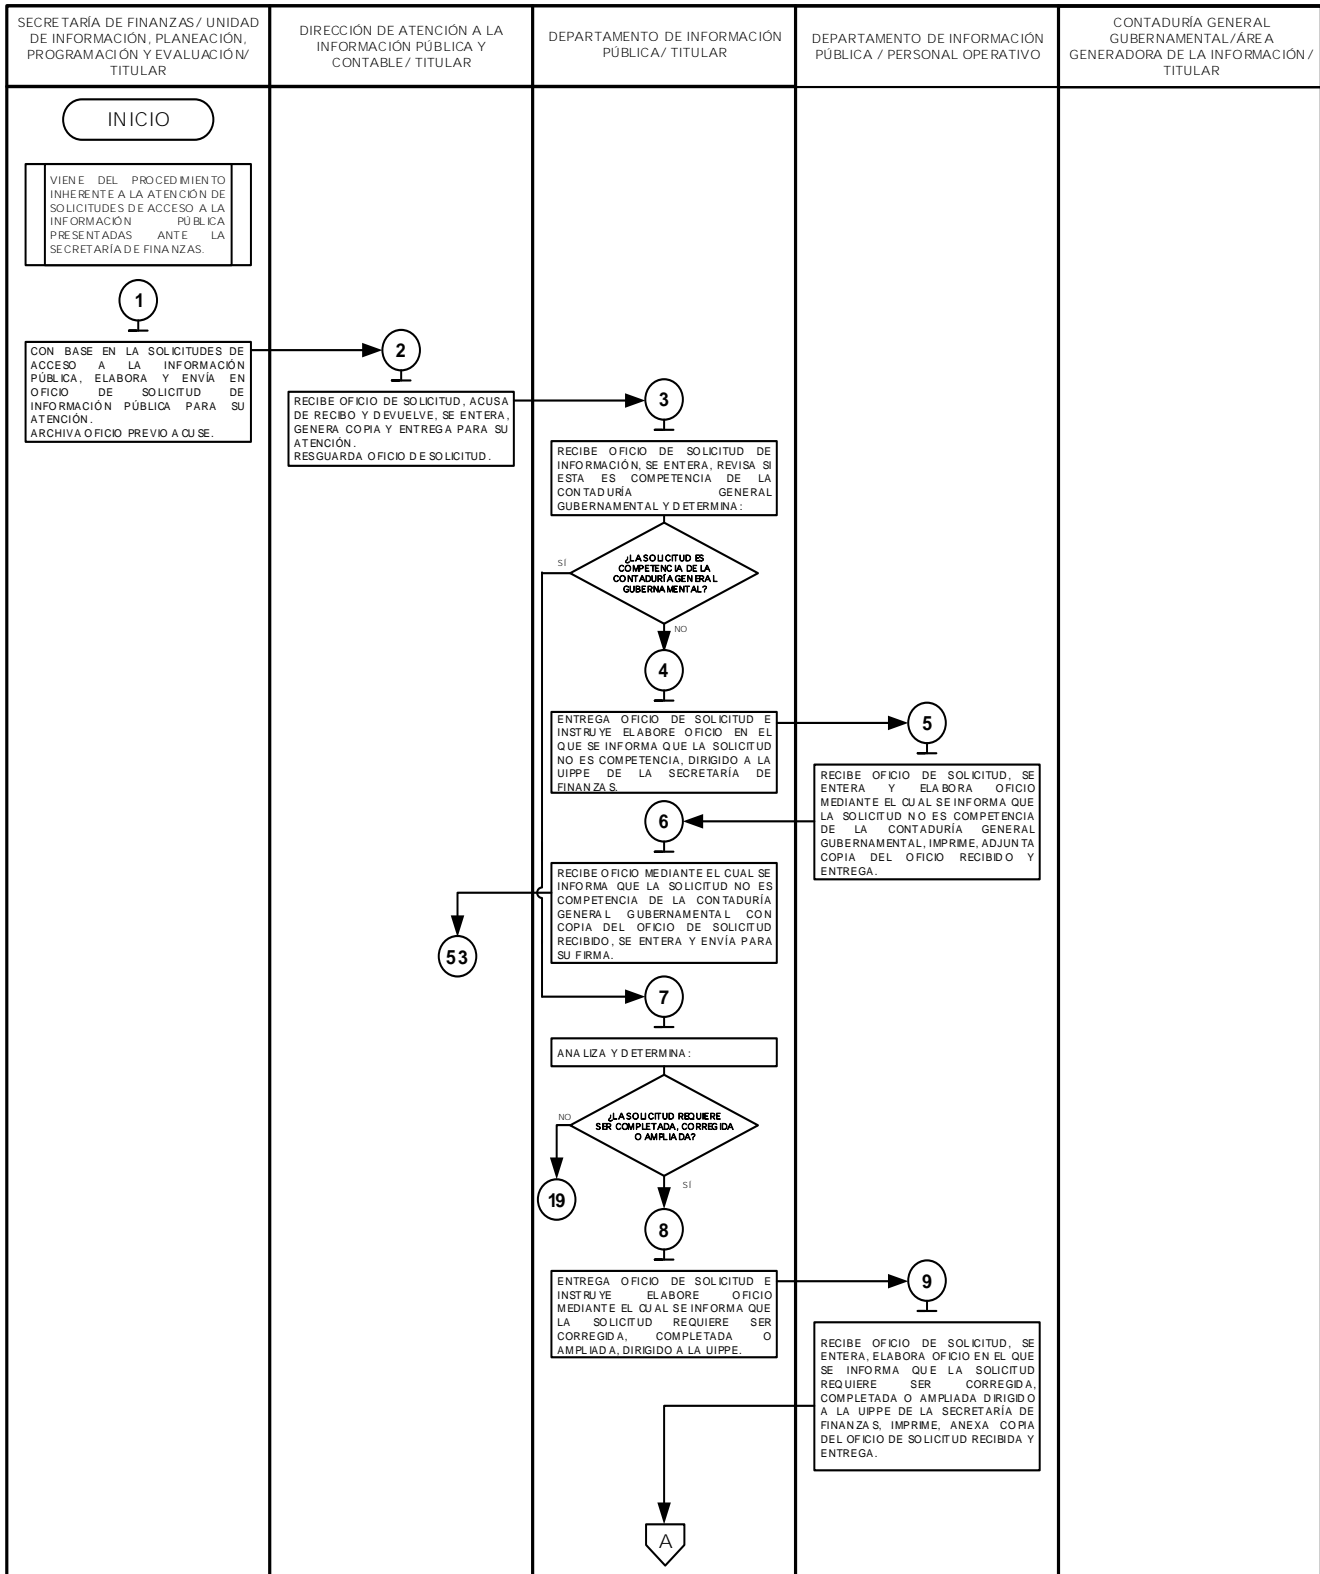 SECRETARÍA DE FINANZAS/ UNIDAD
DE INFORMACIÓN, PLANEACIÓN,
PROGRAMACIÓN Y EVALUACIÓN/
TITULAR
DIRECCIÓN DE ATENCIÓN A LA
INFORMACIÓN PÚBLICA Y
CONTABLE/ TITULAR
DEPARTAMENTO DE INFORMACIÓN
PÚBLICA/ TITULAR
DEPARTAMENTO DE INFORMACIÓN
PÚBLICA / PERSONAL OPERATIVO
CONTADURÍA GENERAL
GUBERNAMENTAL/ÁREA
GENERADORA DE LA INFORMACIÓN/
TITULAR
INICIO
VIENE DEL PROCEDIMIENTO
INHERENTE A LA ATENCIÓN DE
SOLICITUDES DE ACCESO A LA
INFORMACIÓN PÚBLICA
PRESENTADAS ANTE LA
SECRETARÍA DE FINANZAS.
1
CON BASE EN LA SOLICITUDES DE
ACCESO A LA INFORMACIÓN
PÚBLICA, ELABORA Y ENVÍA EN
OFICIO DE SOLICITUD DE
INFORMACIÓN PÚBLICA PARA SU
ATENCIÓN.
ARCHIVA OFICIO PREVIO ACUSE.
2
RECIBE OFICIO DE SOLICITUD, ACUSA
DE RECIBO Y DEVUELVE, SE ENTERA,
GENERA COPIA Y ENTREGA PARA SU
ATENCIÓN.
RESGUARDA OFICIO DE SOLICITUD.
3
RECIBE OFICIO DE SOLICITUD DE
INFORMACIÓN, SE ENTERA, REVISA SI
ESTA ES COMPETENCIA DE LA
CONTADURÍA GENERAL
GUBERNAMENTAL Y DETERMINA:
¿LA SOLICITUD ES
COMPETENCIA DE LA
CONTADURÍA GENERAL
GUBERNAMENTAL?
SÍ
NO
4
ENTREGA OFICIO DE SOLICITUD E
INSTRUYE ELABORE OFICIO EN EL
QUE SE INFORMA QUE LA SOLICITUD
NO ES COMPETENCIA, DIRIGIDO A LA
UIPPE DE LA SECRETARÍA DE
FINANZAS.
5
RECIBE OFICIO DE SOLICITUD, SE
ENTERA Y ELABORA OFICIO
MEDIANTE EL CUAL SE INFORMA QUE
LA SOLICITUD NO ES COMPETENCIA
DE LA CONTADURÍA GENERAL
GUBERNAMENTAL, IMPRIME, ADJUNTA
COPIA DEL OFICIO RECIBIDO Y
ENTREGA.
6
RECIBE OFICIO MEDIANTE EL CUAL SE
INFORMA QUE LA SOLICITUD NO ES
COMPETENCIA DE LA CONTADURÍA
GENERAL GUBERNAMENTAL CON
COPIA DEL OFICIO DE SOLICITUD
RECIBIDO, SE ENTERA Y ENVÍA PARA
SU FIRMA.
53
7
ANALIZA Y DETERMINA:
¿LA SOLICITUD REQUIERE
SER COMPLETADA, CORREGIDA
O AMPLIADA?
NO
SÍ
19
8
ENTREGA OFICIO DE SOLICITUD E
INSTRUYE ELABORE OFICIO
MEDIANTE EL CUAL SE INFORMA QUE
LA SOLICITUD REQUIERE SER
CORREGIDA, COMPLETADA O
AMPLIADA, DIRIGIDO A LA UIPPE.
9
RECIBE OFICIO DE SOLICITUD, SE
ENTERA, ELABORA OFICIO EN EL QUE
SE INFORMA QUE LA SOLICITUD
REQUIERE SER CORREGIDA,
COMPLETADA O AMPLIADA DIRIGIDO
A LA UIPPE DE LA SECRETARÍA DE
FINANZAS, IMPRIME, ANEXA COPIA
DEL OFICIO DE SOLICITUD RECIBIDA Y
ENTREGA.
A